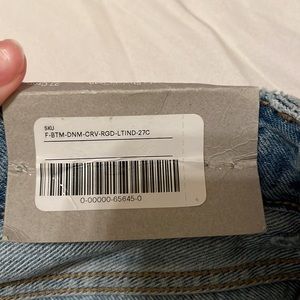 SKU
F-BTM-DNM-CRV-RGD-LTIND-27C
0-00000-65645-0